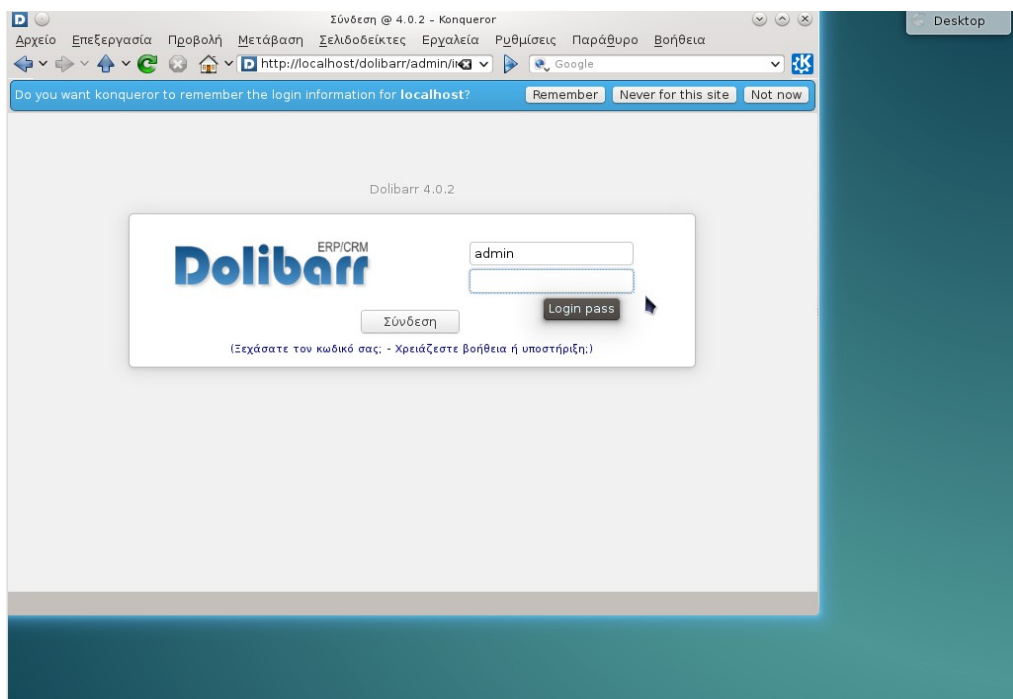 Σύνδεση @ 4.0.2 – Konqueror
Desktop
Αρχείο Επεξεργασία Προβολή Μετάβαση Σελιδοδείκτες Εργαλεία Ρυθμίσεις Παράθυρο Βοήθεια
http://localhost/dolibarr/admin/i Google
Do you want konqueror to remember the login information for localhost? Remember Never for this site Not now
Dolibarr 4.0.2
Dolibarr ERP/CRM
admin
Login pass
Σύνδεση
(Ξεχάσατε τον κωδικό σας; - Χρειάζεστε βοήθεια ή υποστήριξη;)